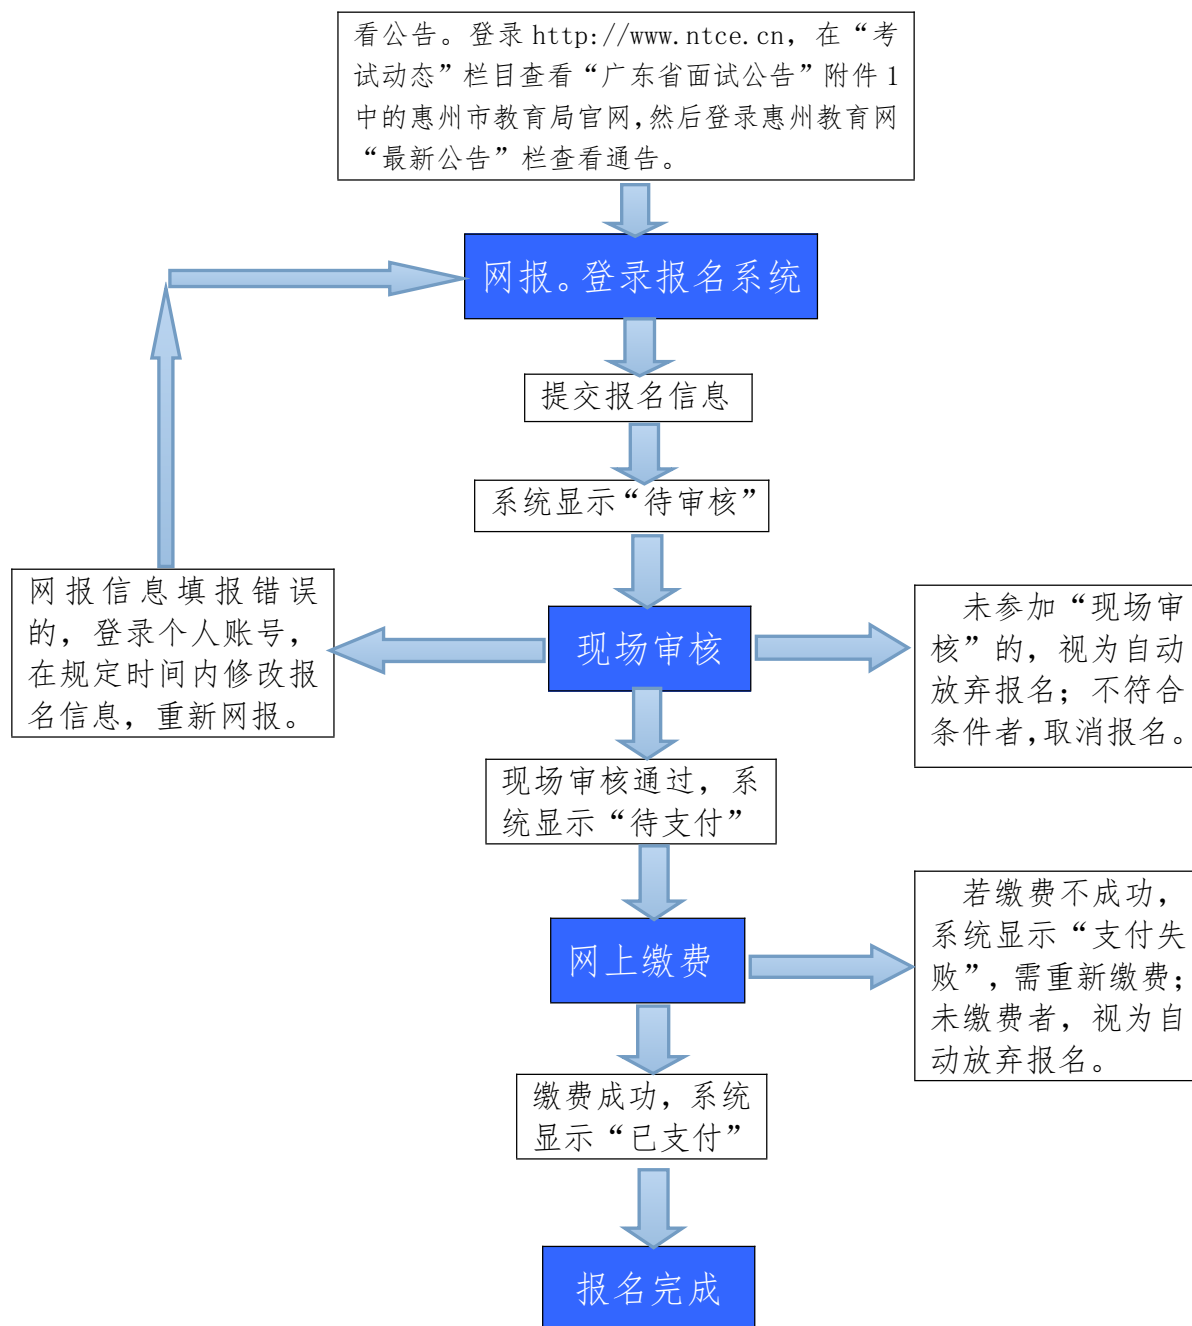 看公告。登录http://www.ntce.cn，在“考
试动态”栏目查看“广东省面试公告”附件1
中的惠州市教育局官网,然后登录惠州教育网
“最新公告”栏查看通告。
网报。登录报名系统
提交报名信息
系统显示“待审核”
网报信息填报错误
的，登录个人账号，
在规定时间内修改报
名信息，重新网报。
现场审核
未参加“现场审
核”的，视为自动
放弃报名；不符合
条件者,取消报名。
现场审核通过，系
统显示“待支付”
网上缴费
若缴费不成功，
系统显示“支付失
败”，需重新缴费；
未缴费者，视为自
动放弃报名。
缴费成功，系统
显示“已支付”
报名完成